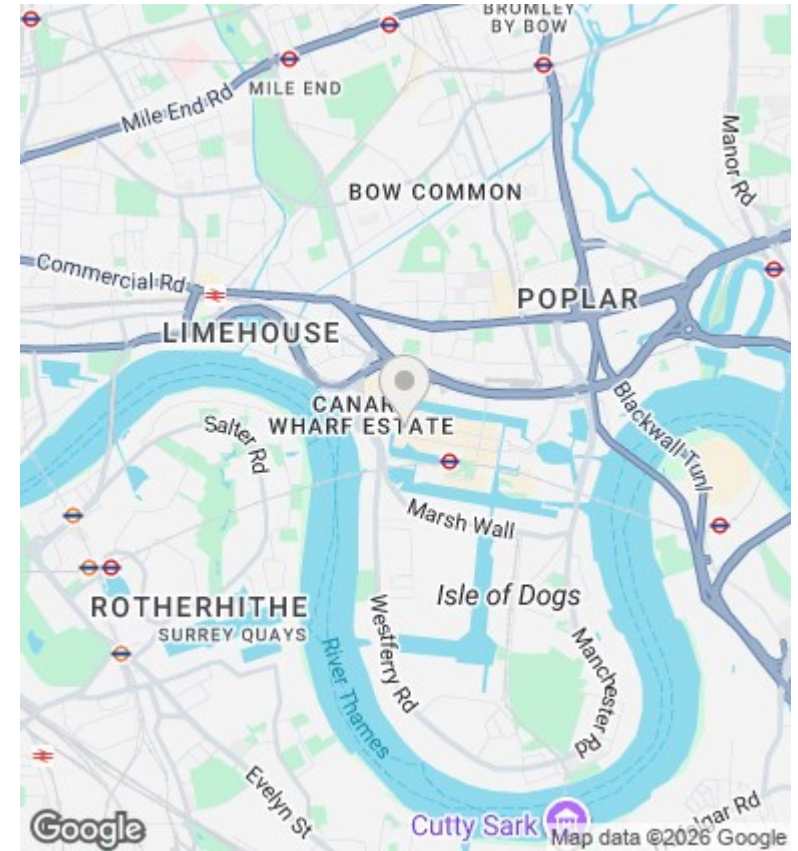 BROMLEY
BY BOW
MILE END
Mile End Rd
Manor Rd
BOW COMMON
Commercial Rd
POPLAR
LIMEHOUSE
CANAR
WHARF ESTATE
Salter Rd
Blackwall Tunl
Marsh Wall
Isle of Dogs
ROTHERHITHE
SURREY QUAYS
Westferry Rd
River Thames
Manchester Rd
Evelyn St
Cutty Sark
Rd
Google
Map data ©2026 Google